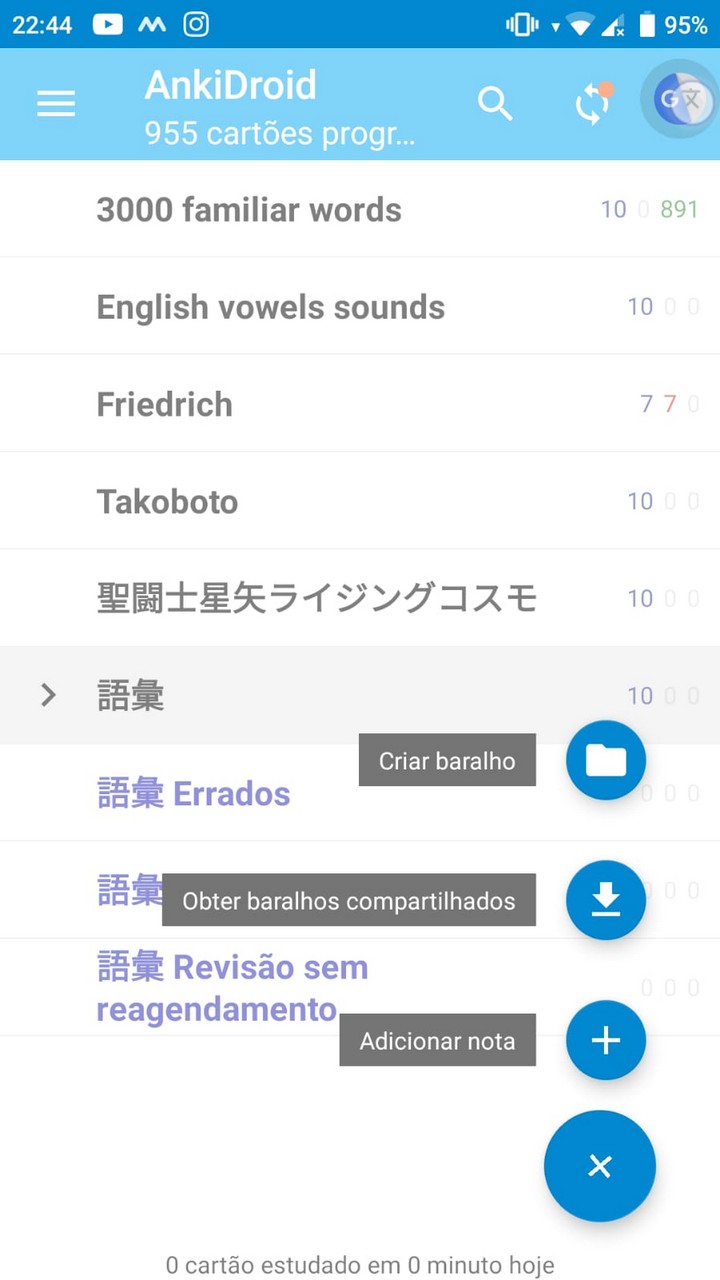 22:44
95%
AnkiDroid
955 cartões progr...
3000 familiar words 10 0 891
English vowels sounds 10 0 0
Friedrich 7 7 0
Takoboto 10 0 0
聖闘士星矢ライジングコスモ 10 0 0
語彙 10 0 0
Criar baralho
語彙 Errados 0 0 0
語彙 0 0
Obter baralhos compartilhados
語彙 Revisão sem
reagendamento 0 0 0
Adicionar nota
0 cartão estudado em 0 minuto hoje